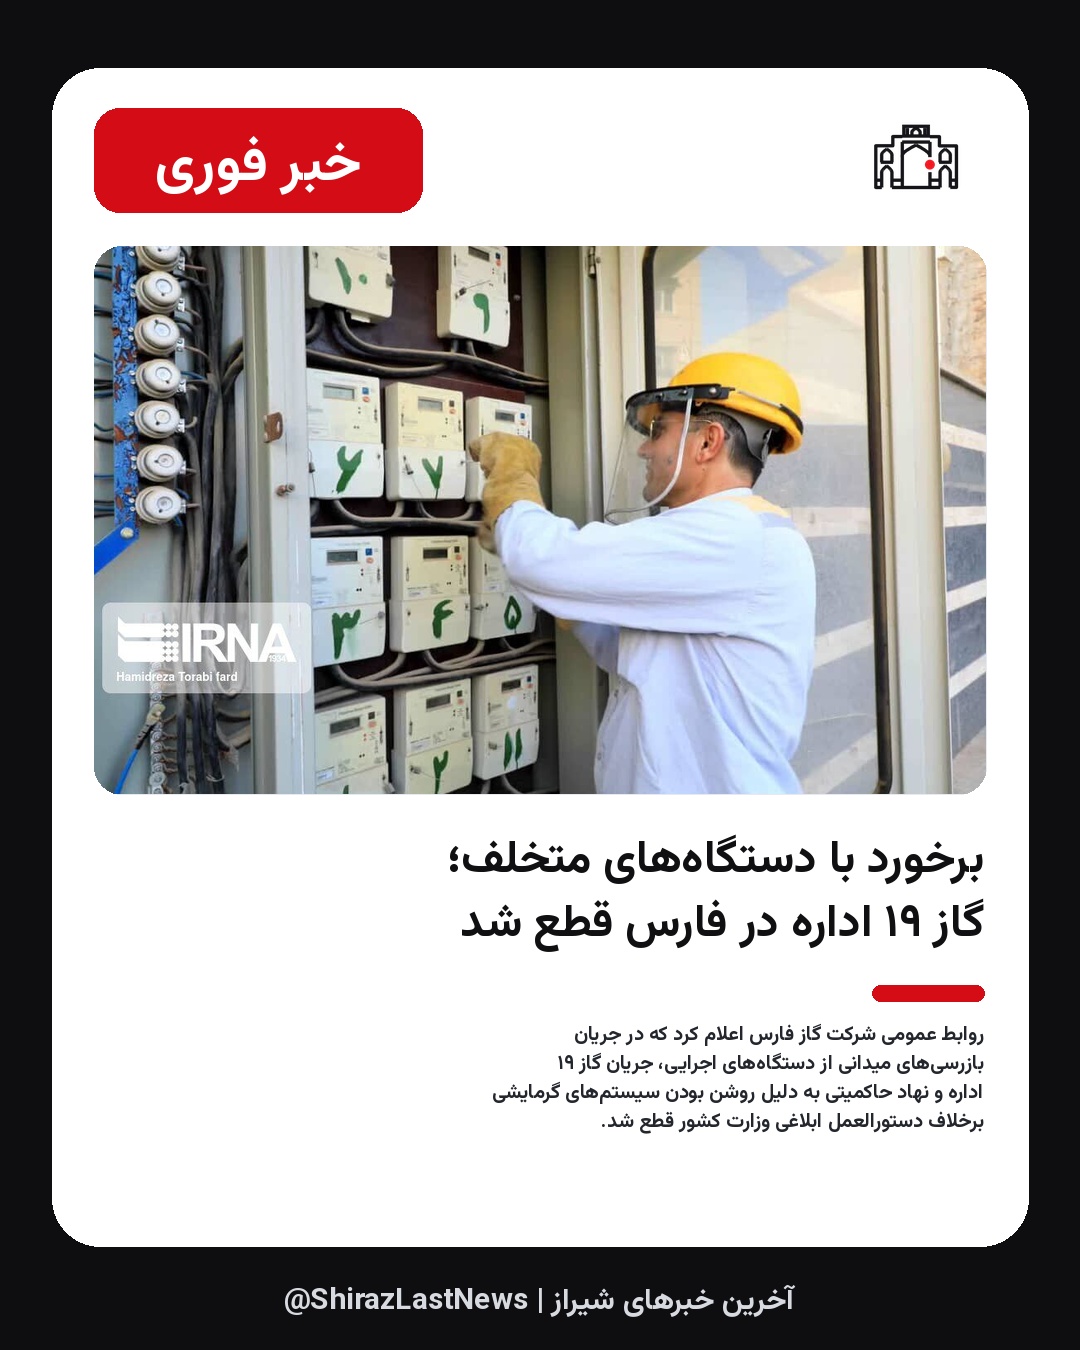 خبر فوری
۱۰
۹
۶
۷
۳
۴
۵
۲
۱۱
IRNA
1934
Hamidreza Torabi fard
برخورد با دستگاه‌های متخلف؛
گاز ۱۹ اداره در فارس قطع شد
روابط عمومی شرکت گاز فارس اعلام کرد که در جریان
بازرسی‌های میدانی از دستگاه‌های اجرایی، جریان گاز ۱۹
اداره و نهاد حاکمیتی به دلیل روشن بودن سیستم‌های گرمایشی
برخلاف دستورالعمل ابلاغی وزارت کشور قطع شد.
آخرین خبرهای شیراز | @ShirazLastNews